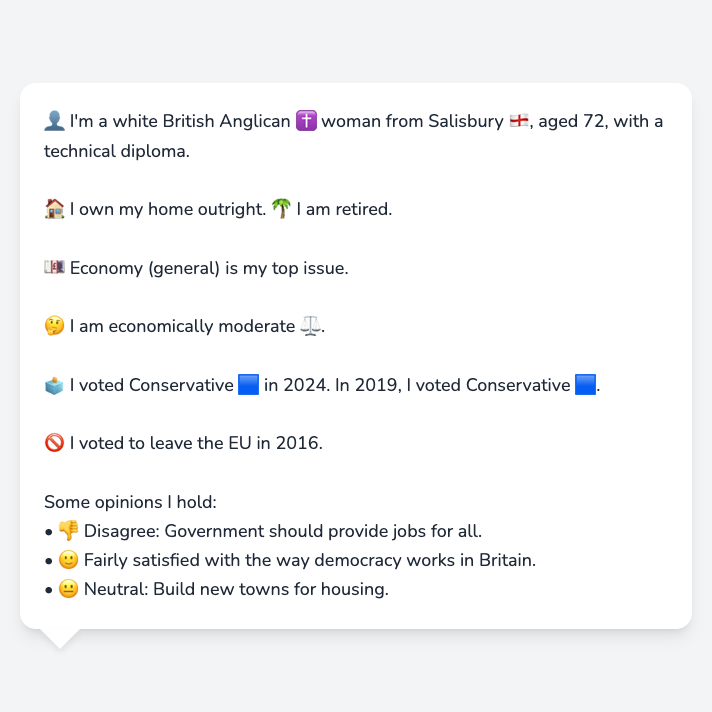 👤 I'm a white British Anglican ✝️ woman from Salisbury 🏴󠁧󠁢󠁥󠁮󠁧󠁿, aged 72, with a
technical diploma.
🏠 I own my home outright. 🌴 I am retired.
💷 Economy (general) is my top issue.
🤔 I am economically moderate ⚖️.
🗳️ I voted Conservative 🟦 in 2024. In 2019, I voted Conservative 🟦.
🚫 I voted to leave the EU in 2016.
Some opinions I hold:
• 👎 Disagree: Government should provide jobs for all.
• 🙂 Fairly satisfied with the way democracy works in Britain.
• 😐 Neutral: Build new towns for housing.